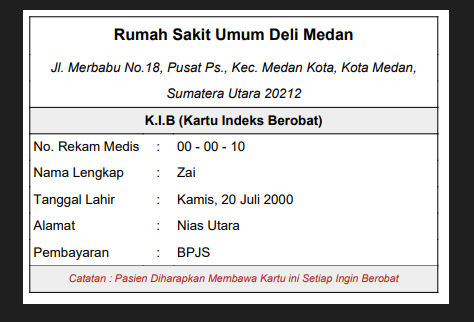 Rumah Sakit Umum Deli Medan
Jl. Merbabu No.18, Pusat Ps., Kec. Medan Kota, Kota Medan,
Sumatera Utara 20212
K.I.B (Kartu Indeks Berobat)
No. Rekam Medis : 00 - 00 - 10
Nama Lengkap : Zai
Tanggal Lahir : Kamis, 20 Juli 2000
Alamat : Nias Utara
Pembayaran : BPJS
Catatan : Pasien Diharapkan Membawa Kartu ini Setiap Ingin Berobat